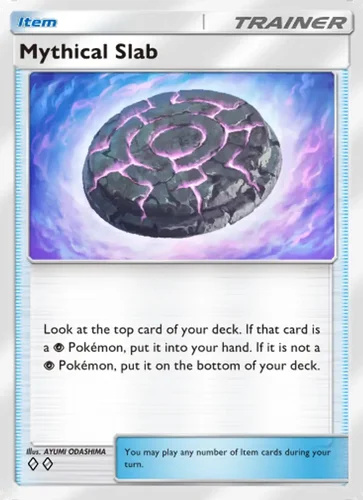 Item
TRAINER
Mythical Slab
Look at the top card of your deck. If that card is
a Pokémon, put it into your hand. If it is not a
Pokémon, put it on the bottom of your deck.
Illus. AYUMI ODASHIMA
You may play any number of Item cards during your
turn.